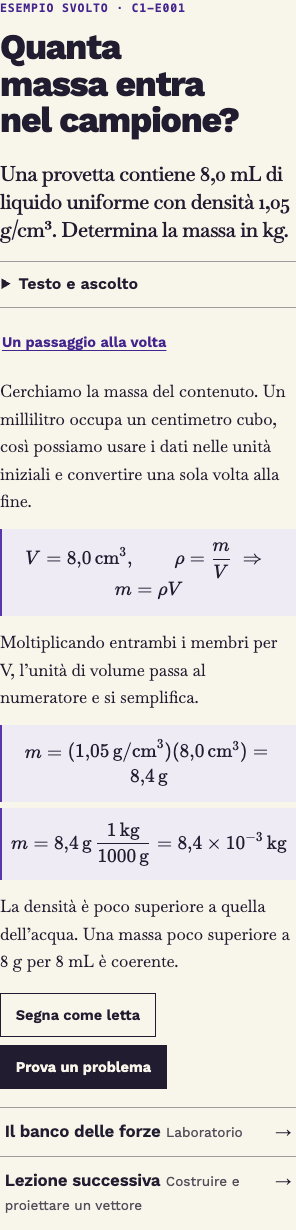 ESEMPIO SVOLTO · C1–E001
Quanta
massa entra
nel campione?
Una provetta contiene 8,0 mL di
liquido uniforme con densità 1,05
g/cm³. Determina la massa in kg.
▶ Testo e ascolto
Un passaggio alla volta
Cerchiamo la massa del contenuto. Un
millilitro occupa un centimetro cubo,
così possiamo usare i dati nelle unità
iniziali e convertire una sola volta alla
fine.
V = 8,0 cm³, ρ = m/V ⇒
m = ρV
Moltiplicando entrambi i membri per
V, l’unità di volume passa al
numeratore e si semplifica.
m = (1,05 g/cm³)(8,0 cm³) =
8,4 g
m = 8,4 g 1 kg/1000 g = 8,4 × 10⁻³ kg
La densità è poco superiore a quella
dell’acqua. Una massa poco superiore a
8 g per 8 mL è coerente.
Segna come letta
Prova un problema
Il banco delle forze Laboratorio →
Lezione successiva Costruire e →
proiettare un vettore